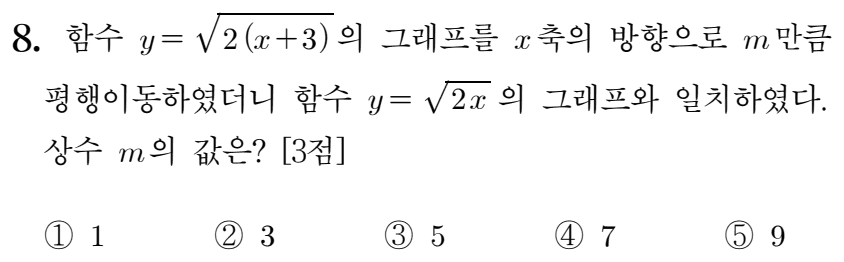 8. 함수 y=√2(x+3)의 그래프를 x축의 방향으로 m만큼
평행이동하였더니 함수 y=√2x의 그래프와 일치하였다.
상수 m의 값은? [3점]
① 1 ② 3 ③ 5 ④ 7 ⑤ 9